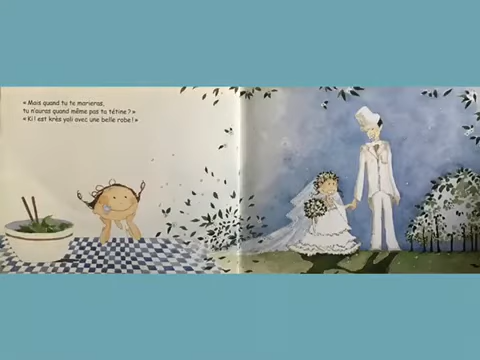 « Mais quand tu te marieras,
tu n'auras quand même pas ta tétine ? »
« Ki ! est krès yoli avec une belle robe ! »